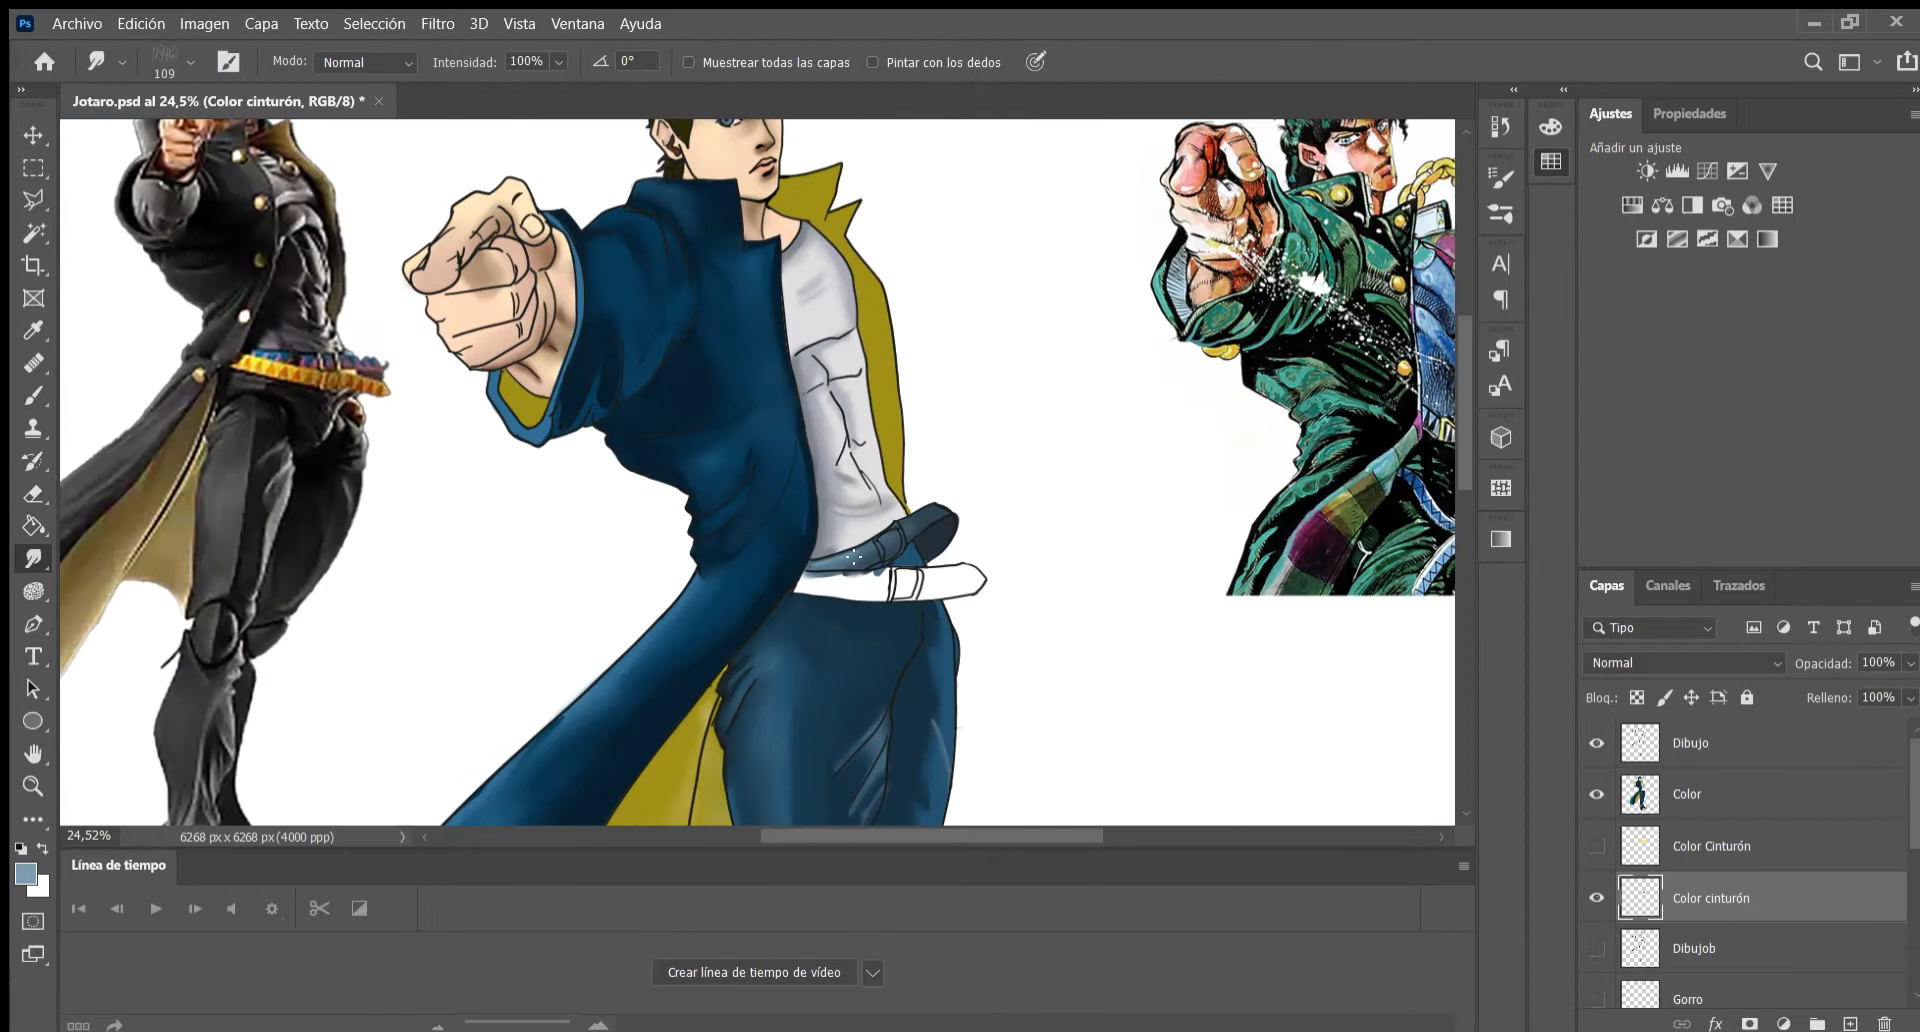 Ps Archivo Edición Imagen Capa Texto Selección Filtro 3D Vista Ventana Ayuda
109 Modo: Normal Intensidad: 100% 0° Muestrear todas las capas Pintar con los dedos
Jotaro.psd al 24,5% (Color cinturón, RGB/8) *
Ajustes Propiedades
Añadir un ajuste
Capas Canales Trazados
Tipo
Normal Opacidad: 100%
Bloq.: Relleno: 100%
Dibujo
Color
Color Cinturón
Color cinturón
Dibujob
Gorro
fx
24,52% 6268 px x 6268 px (4000 ppp)
Línea de tiempo
Crear línea de tiempo de vídeo